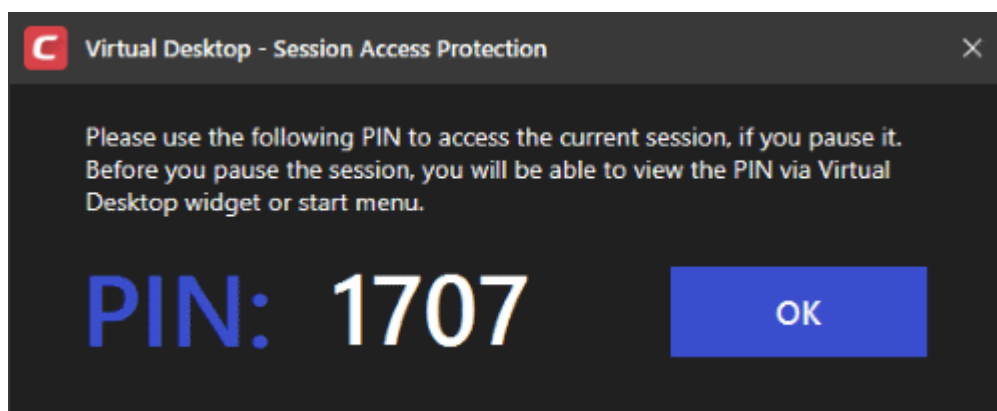 Virtual Desktop - Session Access Protection
Please use the following PIN to access the current session, if you pause it.
Before you pause the session, you will be able to view the PIN via Virtual
Desktop widget or start menu.
PIN: 1707
OK